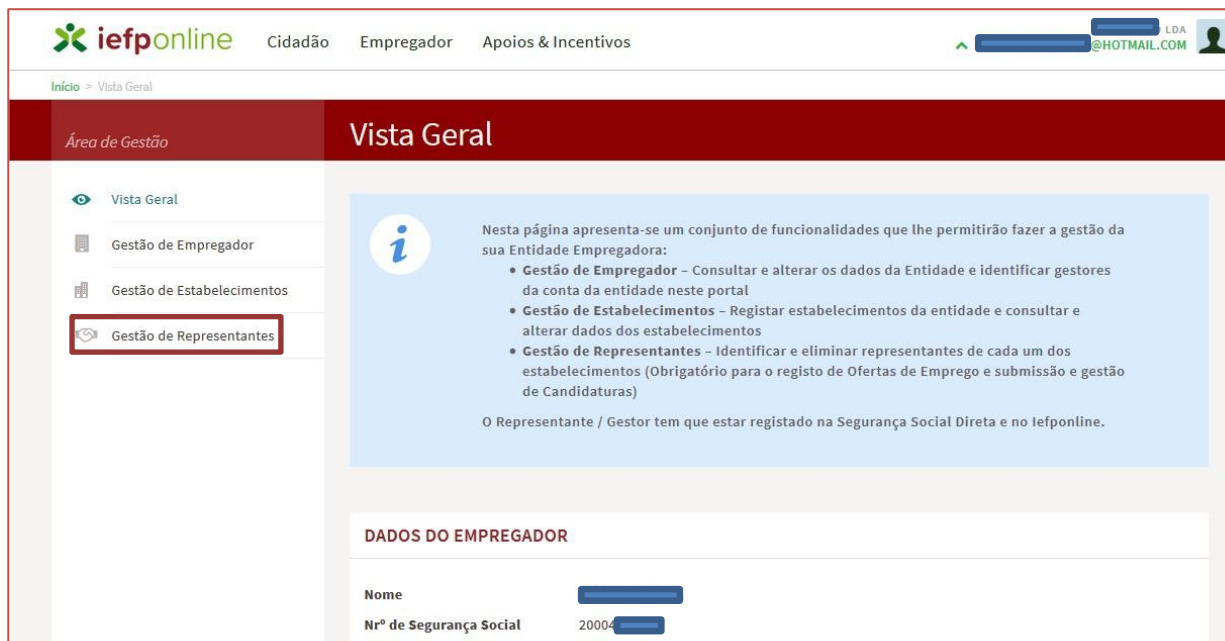 iefponline Cidadão Empregador Apoios & Incentivos
LDA
@HOTMAIL.COM
Início > Vista Geral
Área de Gestão
Vista Geral
Vista Geral
Gestão de Empregador
Gestão de Estabelecimentos
Gestão de Representantes
i
Nesta página apresenta-se um conjunto de funcionalidades que lhe permitirão fazer a gestão da
sua Entidade Empregadora:
• Gestão de Empregador – Consultar e alterar os dados da Entidade e identificar gestores
da conta da entidade neste portal
• Gestão de Estabelecimentos – Registar estabelecimentos da entidade e consultar e
alterar dados dos estabelecimentos
• Gestão de Representantes – Identificar e eliminar representantes de cada um dos
estabelecimentos (Obrigatório para o registo de Ofertas de Emprego e submissão e gestão
de Candidaturas)
O Representante / Gestor tem que estar registado na Segurança Social Direta e no Iefponline.
DADOS DO EMPREGADOR
Nome
Nrº de Segurança Social 20004